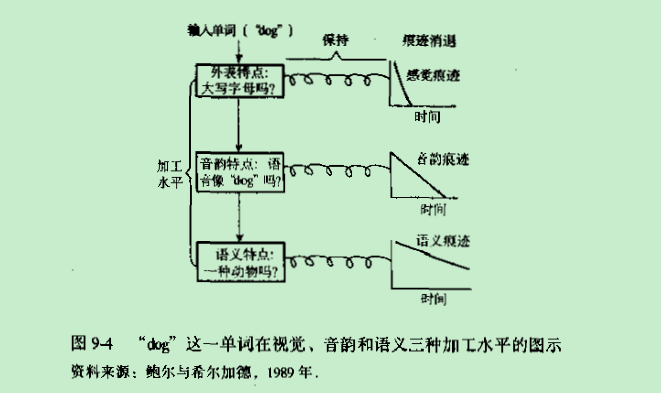 输入单词（“dog”）
保持
痕迹消退
外表特点：
大写字母吗？
感觉痕迹
时间
加工
水平
音韵特点：语
音像“dog”吗？
音韵痕迹
时间
语义特点：
一种动物吗？
语义痕迹
时间
图 9-4 “dog”这一单词在视觉、音韵和语义三种加工水平的图示
资料来源：鲍尔与希尔加德，1989 年．